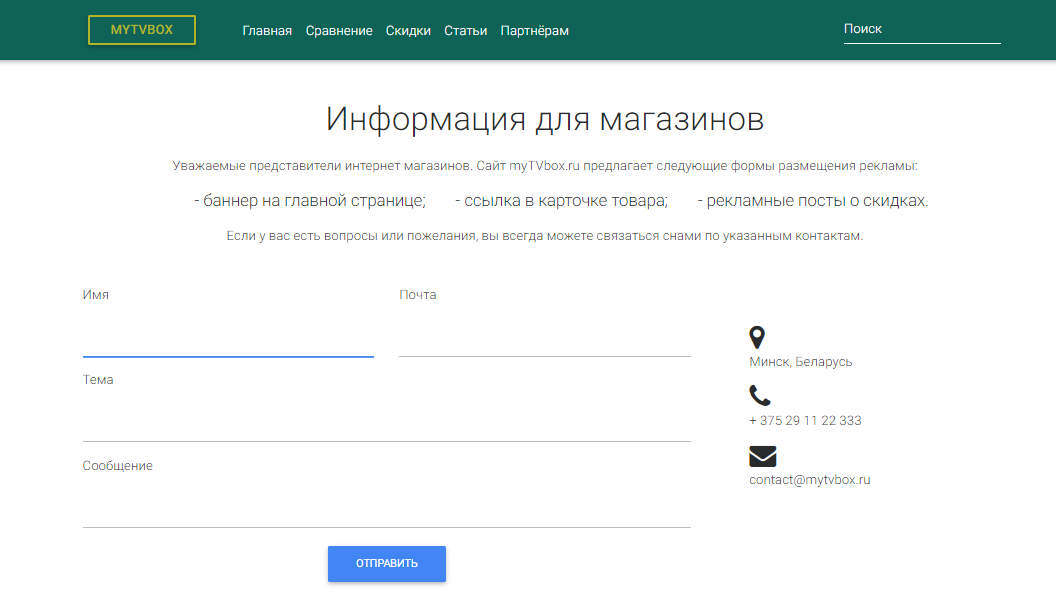 MYTVBOX Главная Сравнение Скидки Статьи Партнёрам Поиск
Информация для магазинов
Уважаемые представители интернет магазинов. Сайт myTVbox.ru предлагает следующие формы размещения рекламы:
- баннер на главной странице; - ссылка в карточке товара; - рекламные посты о скидках.
Если у вас есть вопросы или пожелания, вы всегда можете связаться снами по указанным контактам.
Имя Почта
Тема
Сообщение
ОТПРАВИТЬ
Минск, Беларусь
+ 375 29 11 22 333
contact@mytvbox.ru